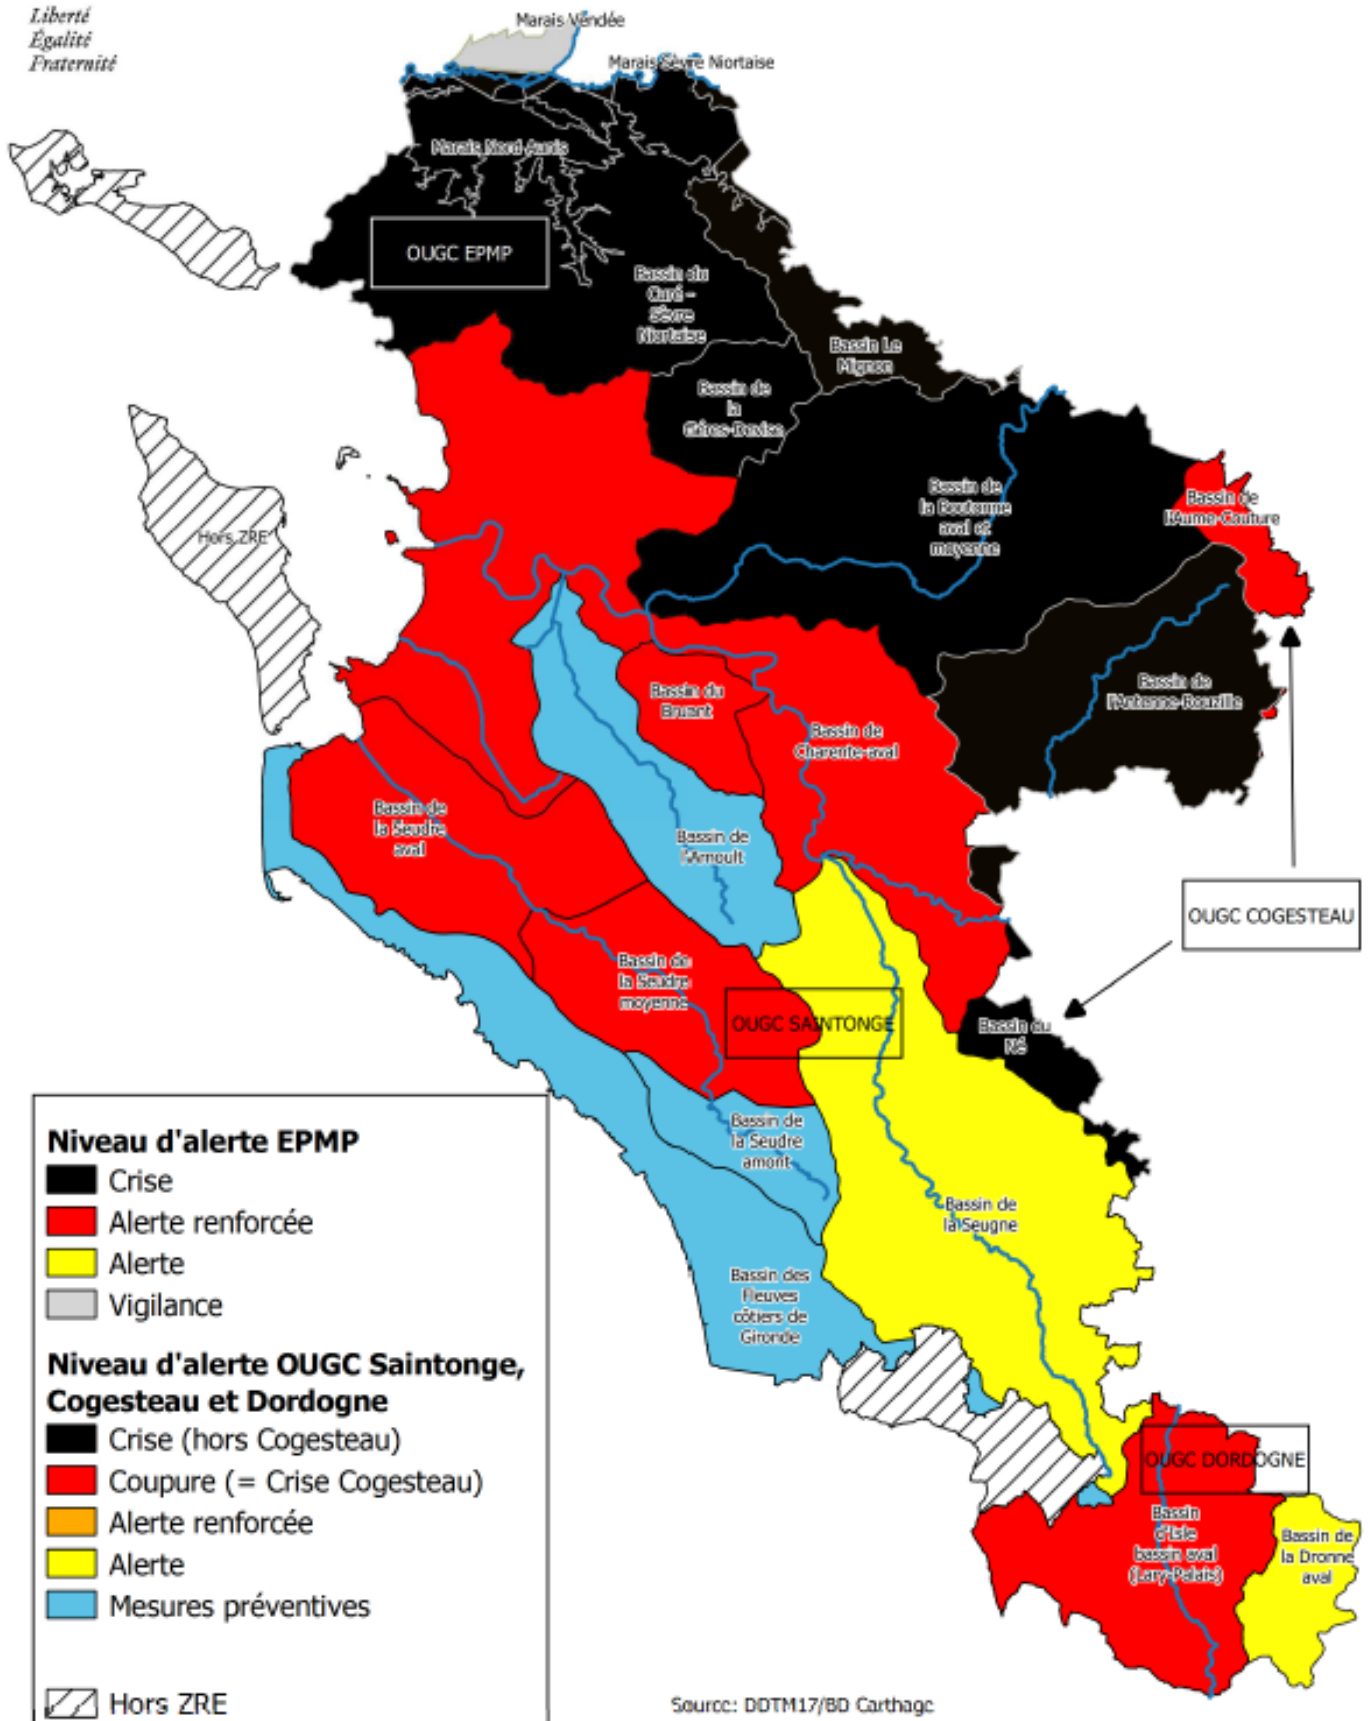 Liberté
Égalité
Fraternité
Marais Vendée
Marais Sèvre Niortaise
Marais Nord Aunis
OUGC EPMP
Bassin du
Curé -
Sèvre
Niortaise
Bassin Le
Mignon
Bassin de
la
Gères-Devise
Bassin de
la Boutonne
aval et
moyenne
Bassin de
l'Aume-Couture
Hors ZRE
Bassin de
l'Antenne-Rouzille
Bassin du
Bruant
Bassin de
Charente-aval
Bassin de
la Seudre
aval
Bassin de
l'Arnoult
OUGC COGESTEAU
Bassin de
la Seudre
moyenne
OUGC SAINTONGE
Bassin du
Né
Bassin de
la Seudre
amont
Bassin de
la Seugne
Bassin des
Fleuves
côtiers de
Gironde
OUGC DORDOGNE
Bassin
d'Isle
bassin aval
(Lary-Palais)
Bassin de
la Dronne
aval
Niveau d'alerte EPMP
Crise
Alerte renforcée
Alerte
Vigilance
Niveau d'alerte OUGC Saintonge,
Cogesteau et Dordogne
Crise (hors Cogesteau)
Coupure (= Crise Cogesteau)
Alerte renforcée
Alerte
Mesures préventives
Hors ZRE
Source: DDTM17/BD Carthage